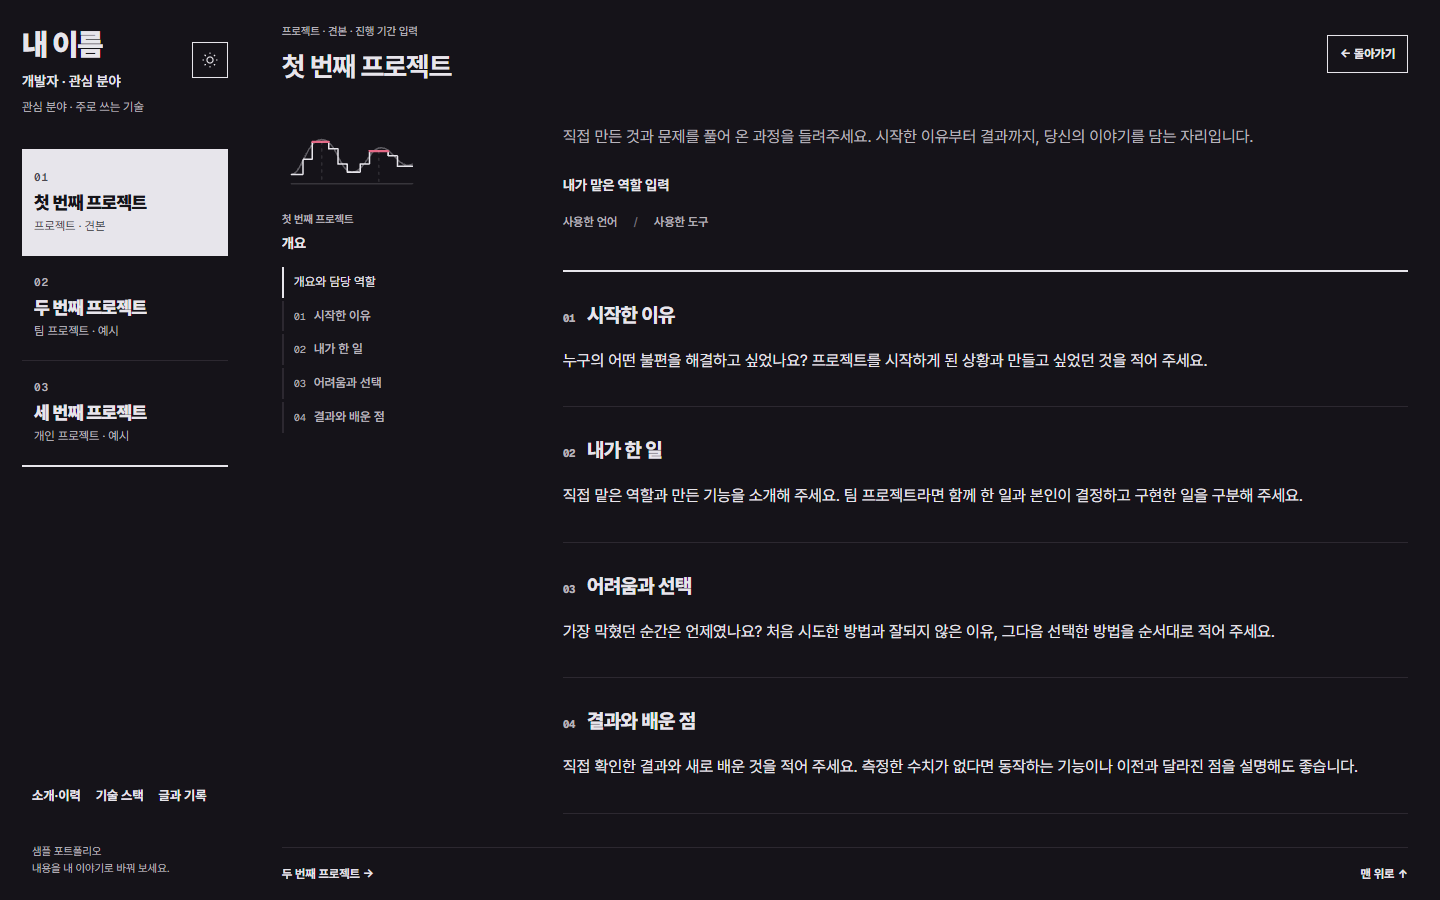 내 이름
개발자 · 관심 분야
관심 분야 · 주로 쓰는 기술
01
첫 번째 프로젝트
프로젝트 · 견본
02
두 번째 프로젝트
팀 프로젝트 · 예시
03
세 번째 프로젝트
개인 프로젝트 · 예시
소개·이력 기술 스택 글과 기록
샘플 포트폴리오
내용을 내 이야기로 바꿔 보세요.
프로젝트 · 견본 · 진행 기간 입력
첫 번째 프로젝트
← 돌아가기
첫 번째 프로젝트
개요
개요와 담당 역할
01 시작한 이유
02 내가 한 일
03 어려움과 선택
04 결과와 배운 점
직접 만든 것과 문제를 풀어 온 과정을 들려주세요. 시작한 이유부터 결과까지, 당신의 이야기를 담는 자리입니다.
내가 맡은 역할 입력
사용한 언어 / 사용한 도구
01 시작한 이유
누구의 어떤 불편을 해결하고 싶었나요? 프로젝트를 시작하게 된 상황과 만들고 싶었던 것을 적어 주세요.
02 내가 한 일
직접 맡은 역할과 만든 기능을 소개해 주세요. 팀 프로젝트라면 함께 한 일과 본인이 결정하고 구현한 일을 구분해 주세요.
03 어려움과 선택
가장 막혔던 순간은 언제였나요? 처음 시도한 방법과 잘되지 않은 이유, 그다음 선택한 방법을 순서대로 적어 주세요.
04 결과와 배운 점
직접 확인한 결과와 새로 배운 것을 적어 주세요. 측정한 수치가 없다면 동작하는 기능이나 이전과 달라진 점을 설명해도 좋습니다.
두 번째 프로젝트 →
맨 위로 ↑